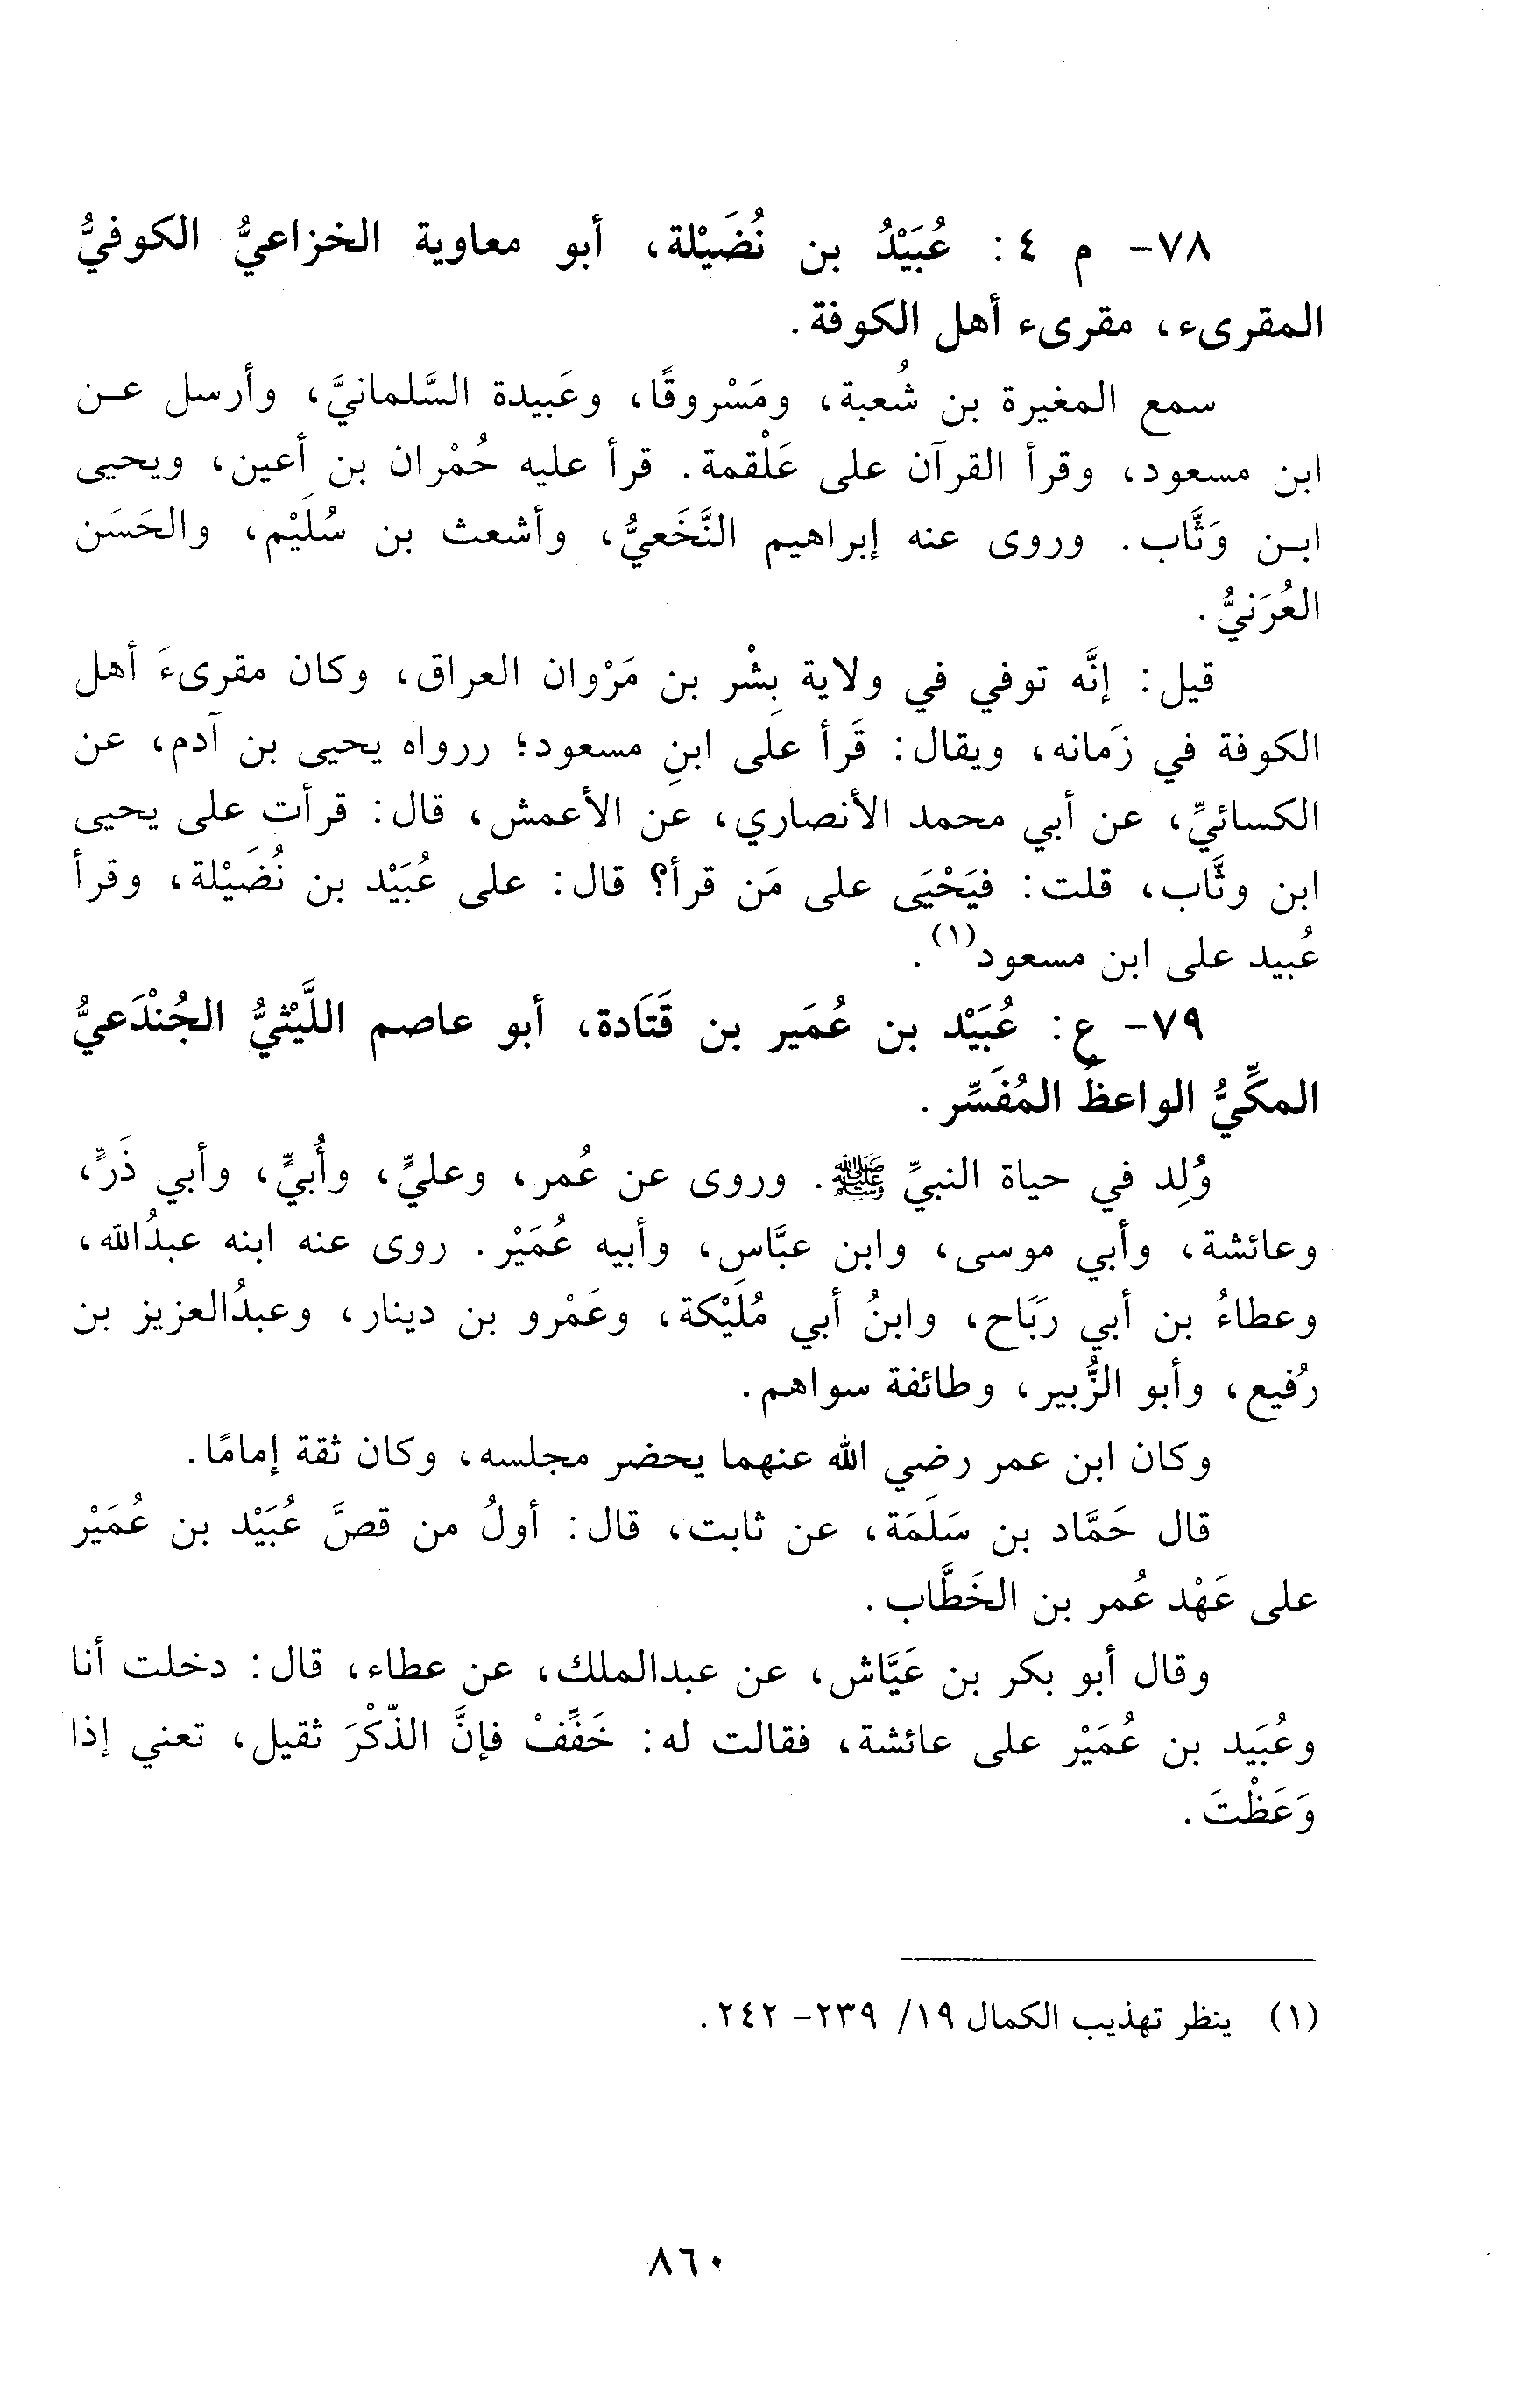 ٧٨- م ٤: عُبَيْدُ بن نُضَيْلة، أبو معاوية الخزاعيُّ الكوفيُّ
المقرىء، مقرىء أهل الكوفة.
سمع المغيرة بن شُعبة، ومَسْروقًا، وعَبيدة السَّلمانيَّ، وأرسل عن
ابن مسعود، وقرأ القرآن على عَلْقمة. قرأ عليه حُمْران بن أعين، ويحيى
ابن وَثَّاب. وروى عنه إبراهيم النَّخَعيُّ، وأشعث بن سُلَيْم، والحَسَن
العُرَنيُّ.
قيل: إنَّه توفي في ولاية بِشْر بن مَرْوان العراق، وكان مقرىءَ أهل
الكوفة في زَمانه، ويقال: قَرأ على ابنِ مسعود؛ ررواه يحيى بن آدم، عن
الكسائيِّ، عن أبي محمد الأنصاري، عن الأعمش، قال: قرأت على يحيى
ابن وثَّاب، قلت: فيَحْيَى على مَن قرأ؟ قال: على عُبَيْد بن نُضَيْلة، وقرأ
عُبيد على ابن مسعود(١).
٧٩- ع: عُبَيْد بن عُمَير بن قَتَادة، أبو عاصم اللَّيْثيُّ الجُنْدَعيُّ
المكِّيُّ الواعظُ المُفَسِّر.
وُلِد في حياة النبيِّ ﷺ. وروى عن عُمر، وعليٍّ، وأُبيٍّ، وأبي ذَرٍّ،
وعائشة، وأبي موسى، وابن عبَّاس، وأبيه عُمَيْر. روى عنه ابنه عبدُالله،
وعطاءُ بن أبي رَبَاح، وابنُ أبي مُلَيْكة، وعَمْرو بن دينار، وعبدُالعزيز بن
رُفيع، وأبو الزُّبير، وطائفة سواهم.
وكان ابن عمر رضي الله عنهما يحضر مجلسه، وكان ثقة إمامًا.
قال حَمَّاد بن سَلَمَة، عن ثابت، قال: أولُ من قصَّ عُبَيْد بن عُمَيْر
على عَهْد عُمر بن الخَطَّاب.
وقال أبو بكر بن عَيَّاش، عن عبدالملك، عن عطاء، قال: دخلت أنا
وعُبَيد بن عُمَيْر على عائشة، فقالت له: خَفِّفْ فإنَّ الذّكْرَ ثقيل، تعني إذا
وَعَظْتَ.
(١) ينظر تهذيب الكمال ١٩/ ٢٣٩- ٢٤٢.
٨٦٠